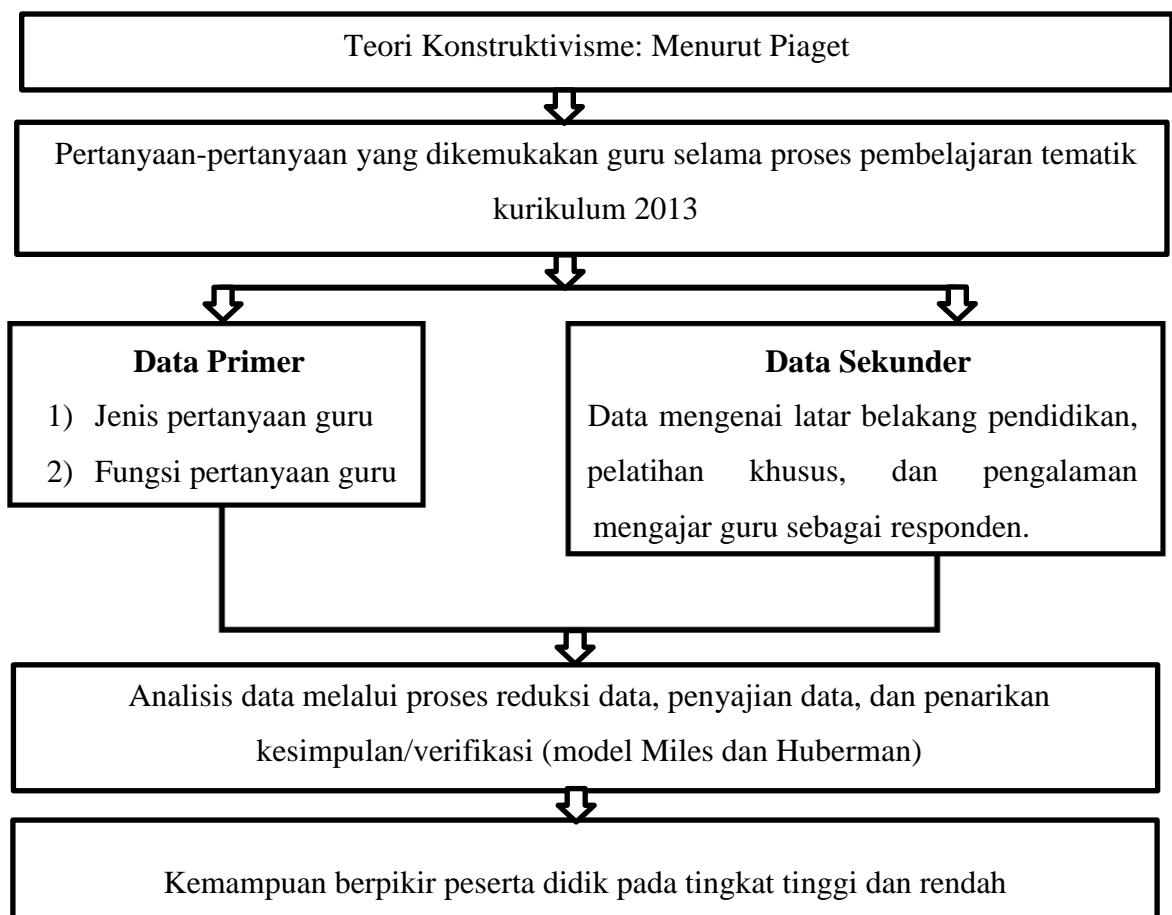 Teori Konstruktivisme: Menurut Piaget
Pertanyaan-pertanyaan yang dikemukakan guru selama proses pembelajaran tematik
kurikulum 2013
Data Primer
1) Jenis pertanyaan guru
2) Fungsi pertanyaan guru
Data Sekunder
Data mengenai latar belakang pendidikan,
pelatihan khusus, dan pengalaman
mengajar guru sebagai responden.
Analisis data melalui proses reduksi data, penyajian data, dan penarikan
kesimpulan/verifikasi (model Miles dan Huberman)
Kemampuan berpikir peserta didik pada tingkat tinggi dan rendah